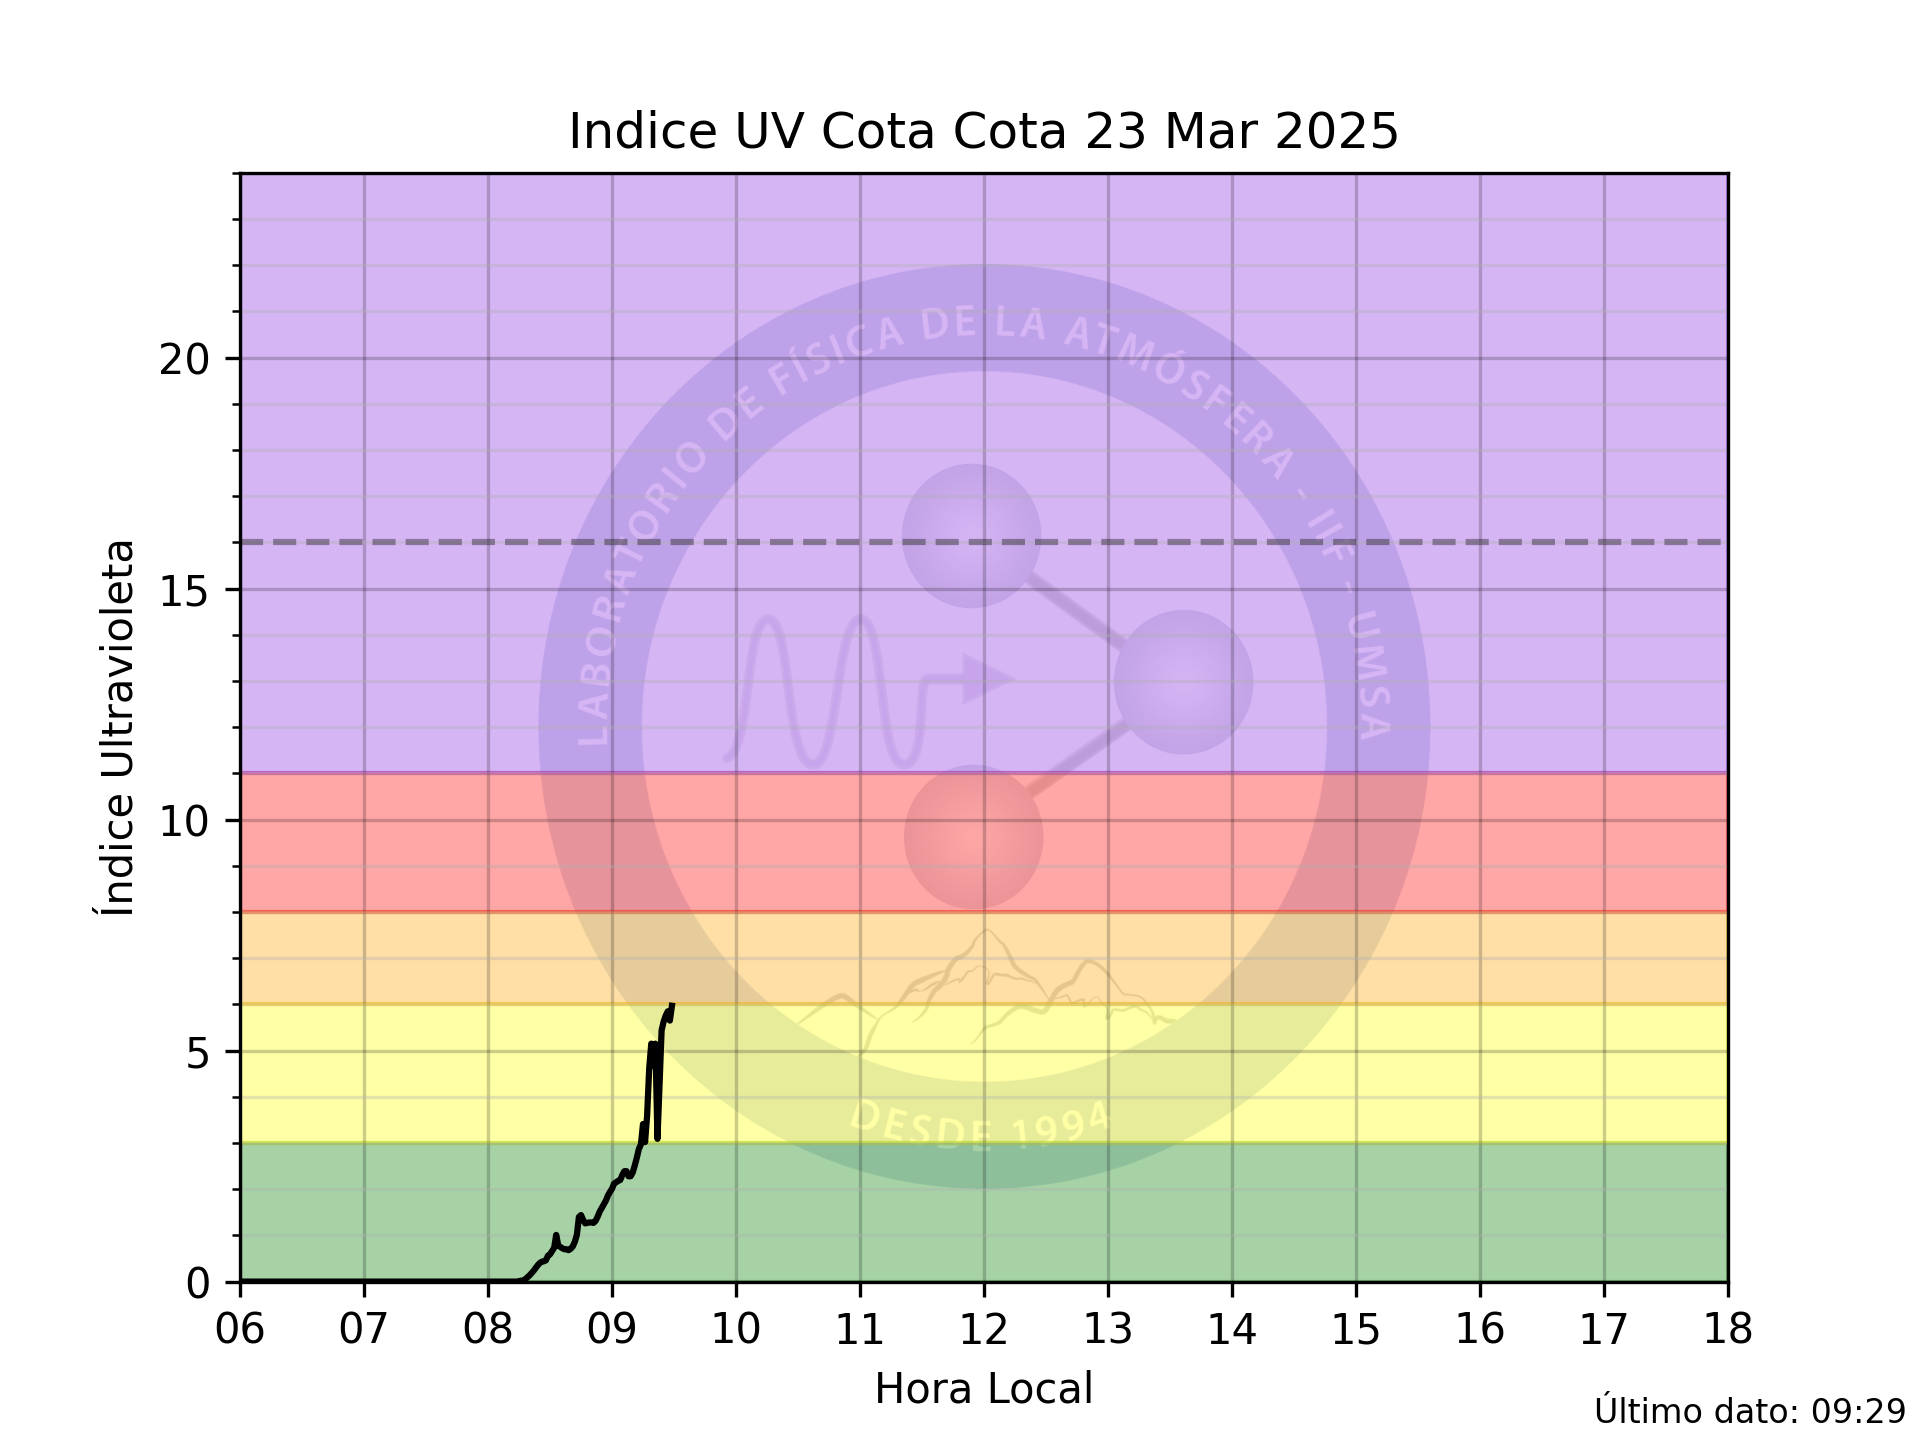 Indice UV Cota Cota 23 Mar 2025
LABORATORIO DE FÍSICA DE LA ATMÓSFERA - IIF - UMSA
DESDE 1994
Índice Ultravioleta
20
15
10
5
0
06 07 08 09 10 11 12 13 14 15 16 17 18
Hora Local
Último dato: 09:29